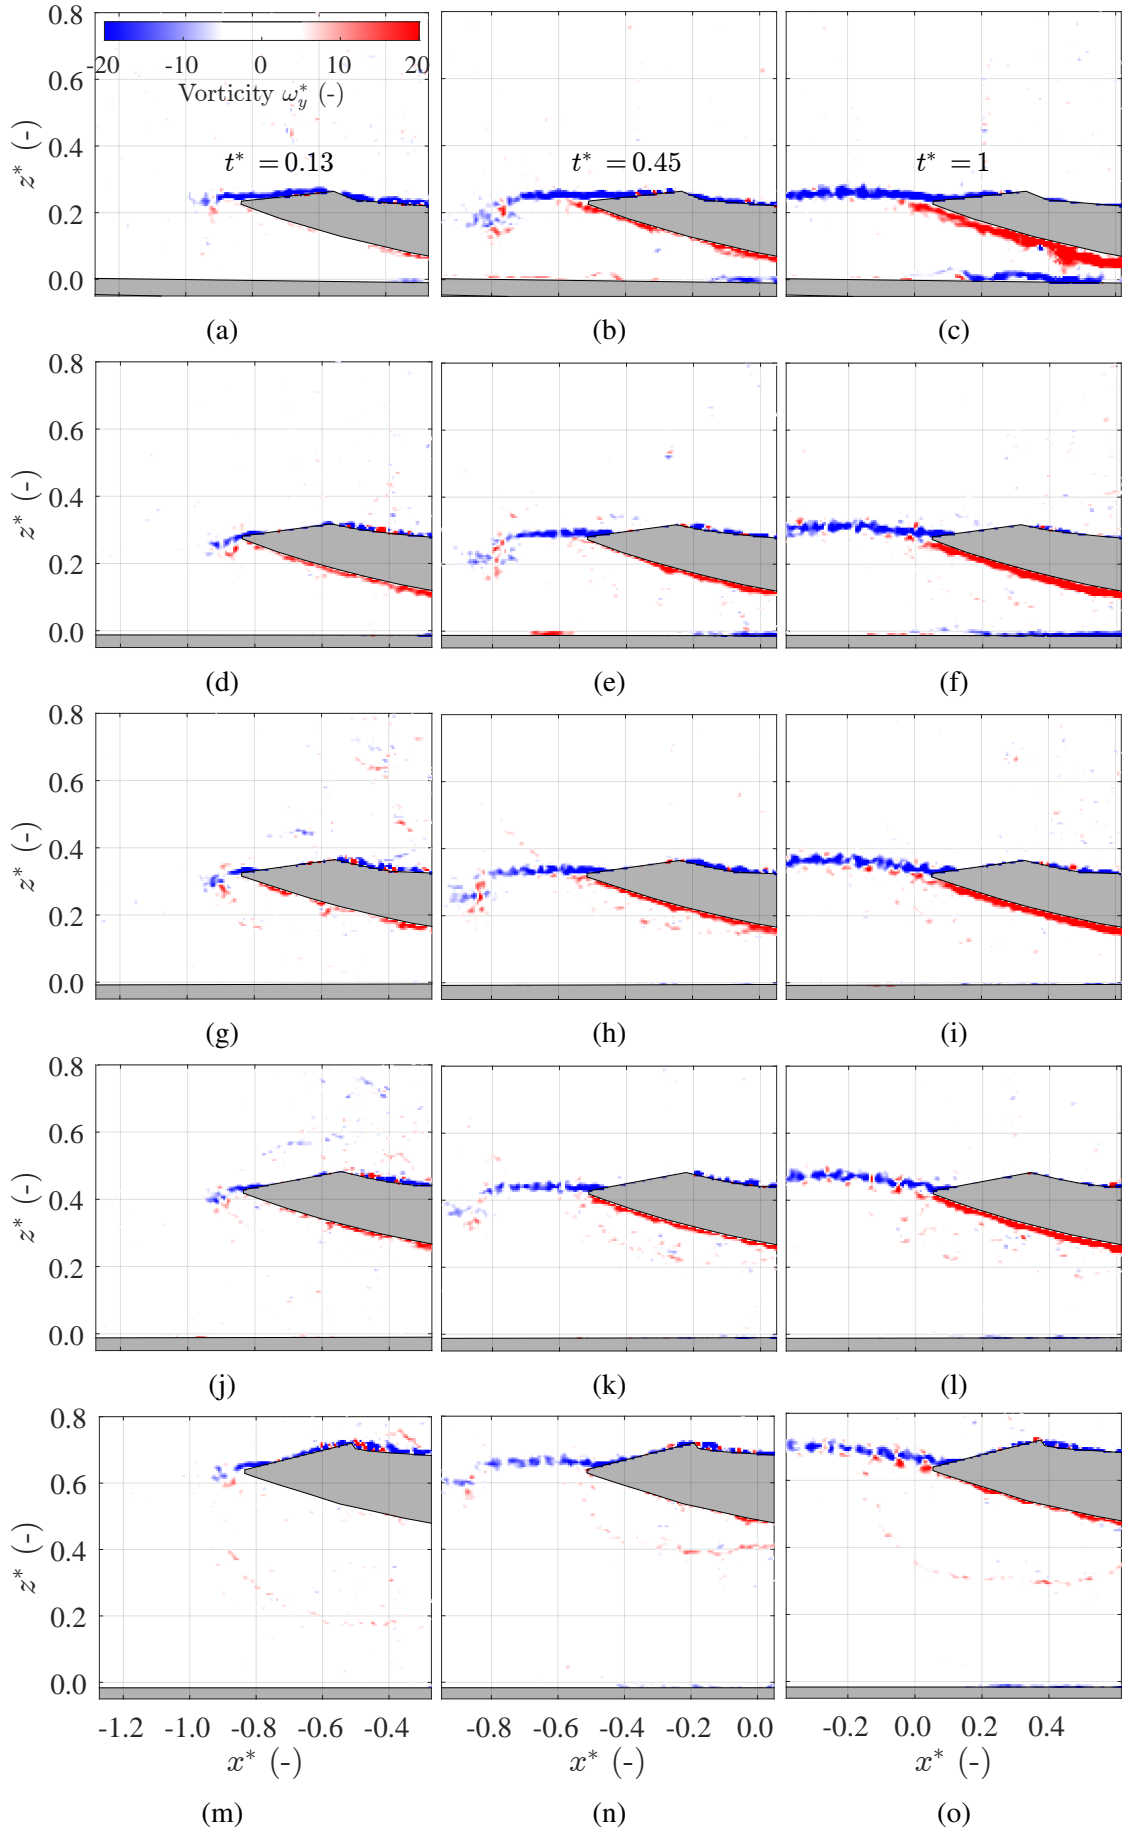 0.8
0.6
0.4
0.2
0.0
z* (-)
-20 -10 0 10 20
Vorticity ω*y (-)
t* = 0.13
t* = 0.45
t* = 1
(a) (b) (c)
0.8
0.6
0.4
0.2
0.0
z* (-)
(d) (e) (f)
0.8
0.6
0.4
0.2
0.0
z* (-)
(g) (h) (i)
0.8
0.6
0.4
0.2
0.0
z* (-)
(j) (k) (l)
0.8
0.6
0.4
0.2
0.0
z* (-)
-1.2 -1.0 -0.8 -0.6 -0.4 -0.8 -0.6 -0.4 -0.2 0.0 -0.2 0.0 0.2 0.4
x* (-) x* (-) x* (-)
(m) (n) (o)